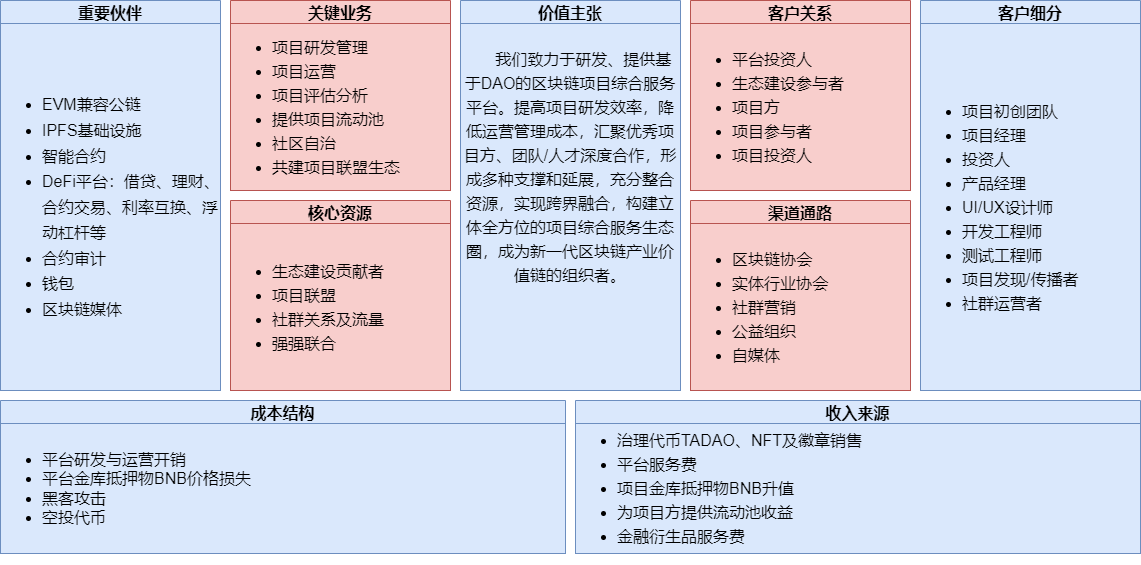 重要伙伴
EVM兼容公链
IPFS基础设施
智能合约
DeFi平台：借贷、理财、
合约交易、利率互换、浮
动杠杆等
合约审计
钱包
区块链媒体
关键业务
项目研发管理
项目运营
项目评估分析
提供项目流动池
社区自治
共建项目联盟生态
核心资源
生态建设贡献者
项目联盟
社群关系及流量
强强联合
价值主张
我们致力于研发、提供基
于DAO的区块链项目综合服务
平台。提高项目研发效率，降
低运营管理成本，汇聚优秀项
目方、团队/人才深度合作，形
成多种支撑和延展，充分整合
资源，实现跨界融合，构建立
体全方位的项目综合服务生态
圈，成为新一代区块链产业价
值链的组织者。
客户关系
平台投资人
生态建设参与者
项目方
项目参与者
项目投资人
渠道通路
区块链协会
实体行业协会
社群营销
公益组织
自媒体
客户细分
项目初创团队
项目经理
投资人
产品经理
UI/UX设计师
开发工程师
测试工程师
项目发现/传播者
社群运营者
成本结构
平台研发与运营开销
平台金库抵押物BNB价格损失
黑客攻击
空投代币
收入来源
治理代币TADAO、NFT及徽章销售
平台服务费
项目金库抵押物BNB升值
为项目方提供流动池收益
金融衍生品服务费